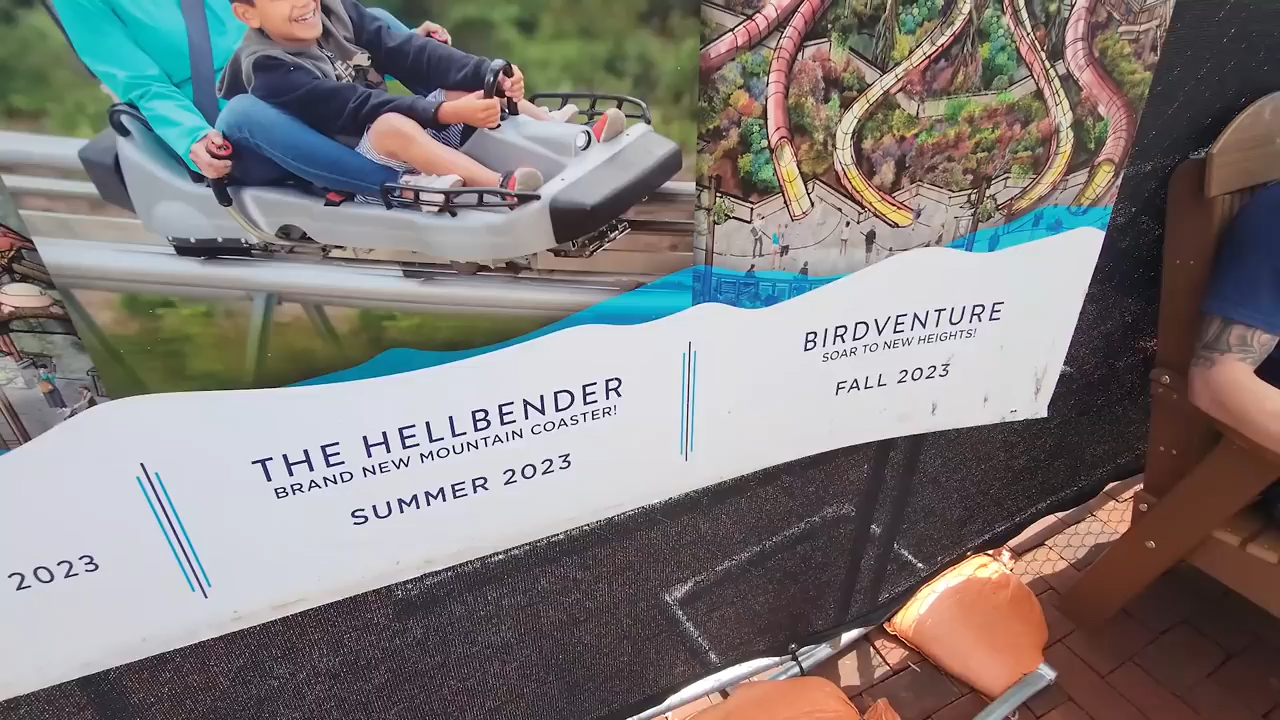 2023
THE HELLBENDER
BRAND NEW MOUNTAIN COASTER!
SUMMER 2023
BIRDVENTURE
SOAR TO NEW HEIGHTS!
FALL 2023